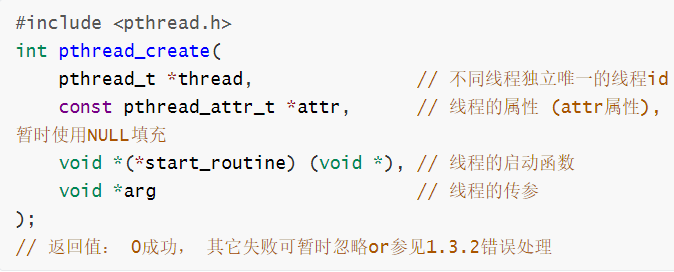 #include <pthread.h>
int pthread_create(
    pthread_t *thread,                // 不同线程独立唯一的线程id
    const pthread_attr_t *attr,       // 线程的属性 (attr属性),
暂时使用NULL填充
    void *(*start_routine) (void *), // 线程的启动函数
    void *arg                         // 线程的传参
);
// 返回值: 0成功, 其它失败可暂时忽略or参见1.3.2错误处理